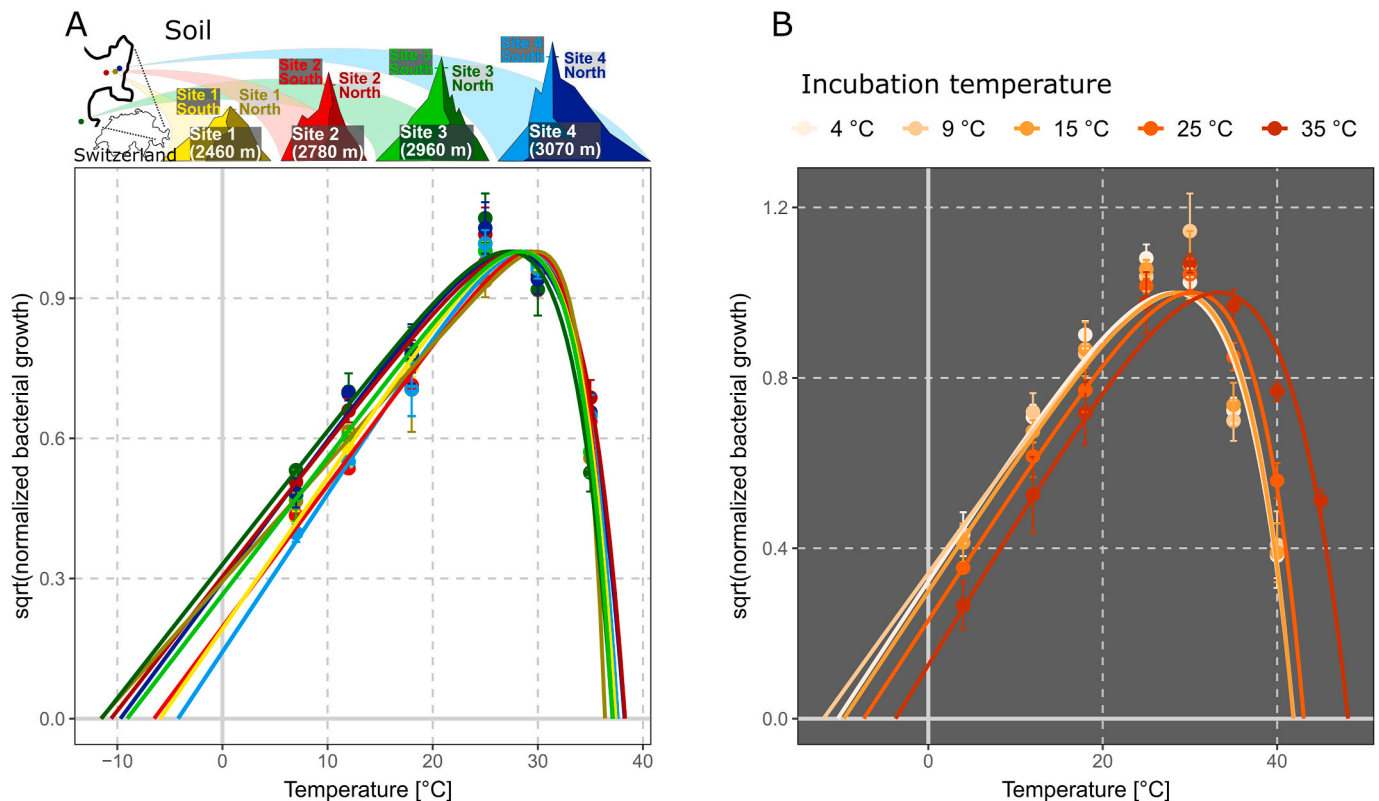 A
Soil
Site 1
South
Site 1
North
Site 2
South
Site 2
North
Site 3
South
Site 3
North
Site 4
South
Site 4
North
Site 1
(2460 m)
Site 2
(2780 m)
Site 3
(2960 m)
Site 4
(3070 m)
Switzerland
sqrt(normalized bacterial growth)
0.9
0.6
0.3
0.0
−10 0 10 20 30 40
Temperature [°C]
B
Incubation temperature
4 °C 9 °C 15 °C 25 °C 35 °C
sqrt(normalized bacterial growth)
1.2
0.8
0.4
0.0
0 20 40
Temperature [°C]